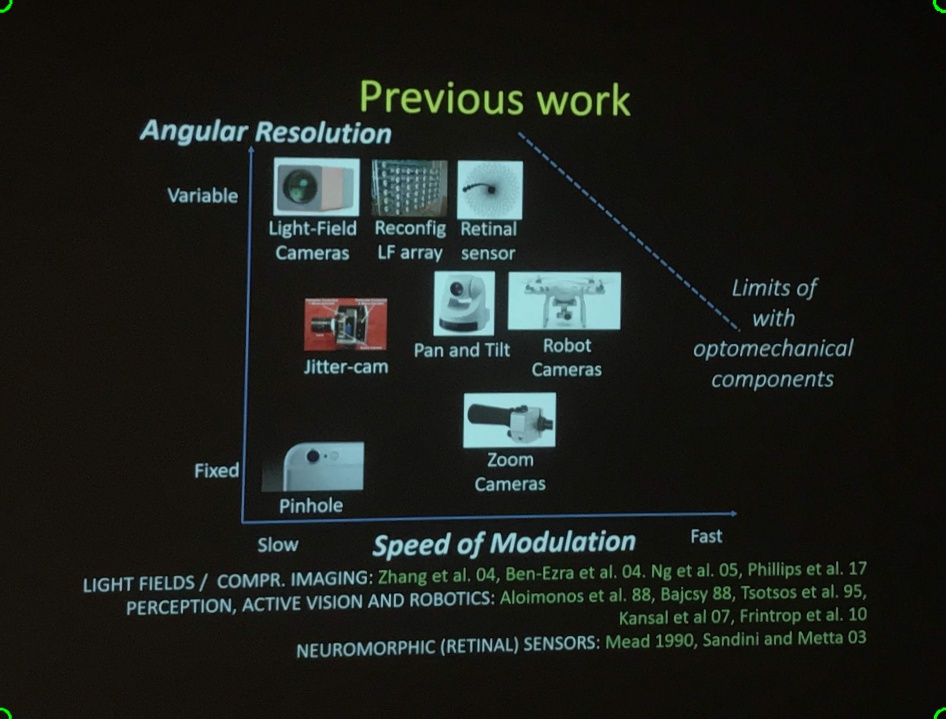 Previous work
Angular Resolution
Variable
Light-Field
Cameras
Reconfig
LF array
Retinal
sensor
Limits of
with
optomechanical
components
Jitter-cam
Pan and Tilt
Robot
Cameras
Fixed
Pinhole
Zoom
Cameras
Slow
Speed of Modulation
Fast
LIGHT FIELDS / COMPR. IMAGING: Zhang et al. 04, Ben-Ezra et al. 04. Ng et al. 05, Phillips et al. 17
PERCEPTION, ACTIVE VISION AND ROBOTICS: Aloimonos et al. 88, Bajcsy 88, Tsotsos et al. 95,
Kansal et al 07, Frintrop et al. 10
NEUROMORPHIC (RETINAL) SENSORS: Mead 1990, Sandini and Metta 03